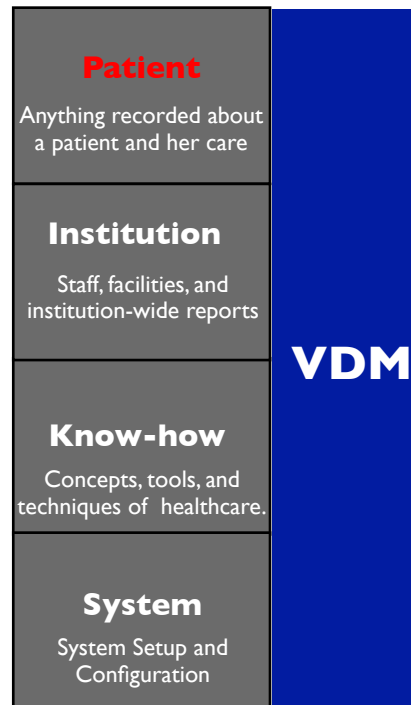 Patient
Anything recorded about
a patient and her care
Institution
Staff, facilities, and
institution-wide reports
Know-how
Concepts, tools, and
techniques of healthcare.
System
System Setup and
Configuration
VDM